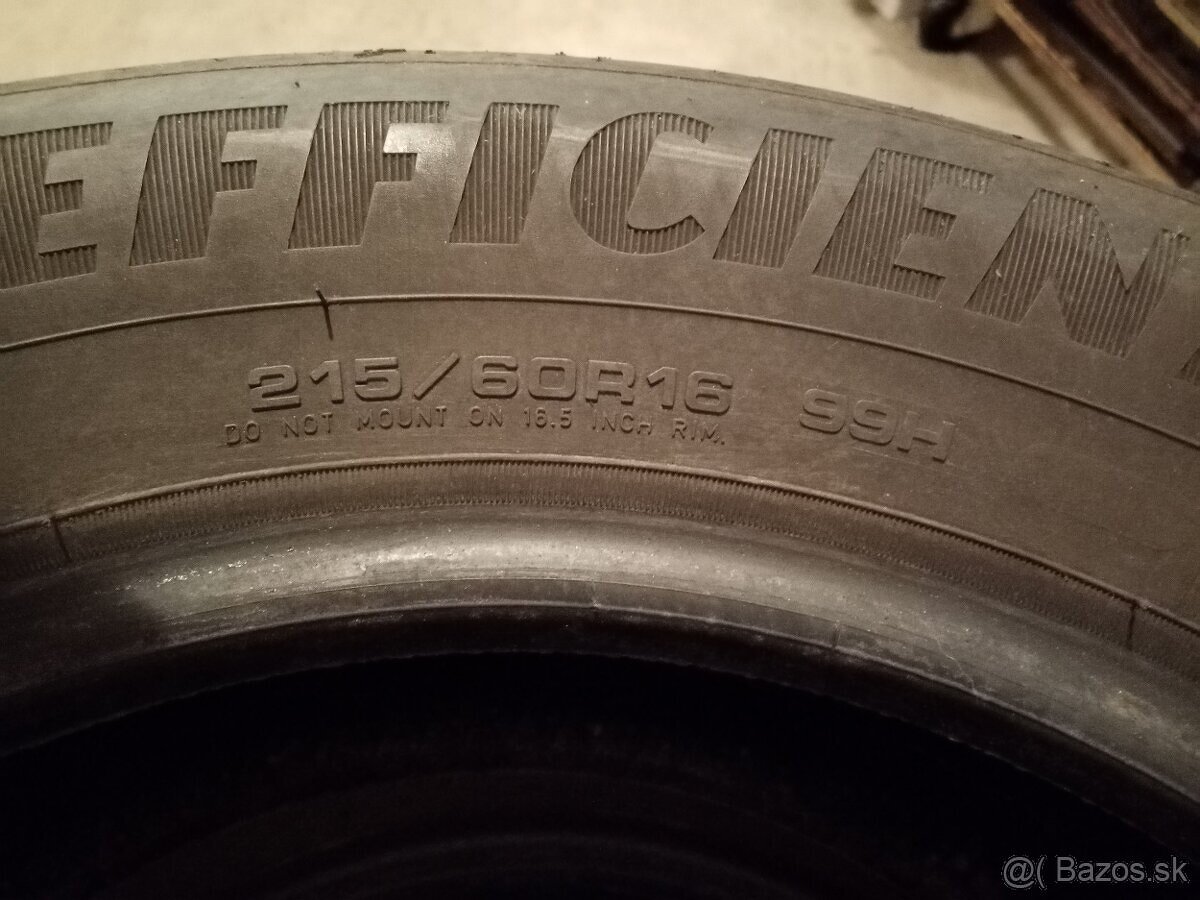 EFFICIEN
215/60R16 99H
DO NOT MOUNT ON 16.5 INCH RIM.
@( Bazos.sk